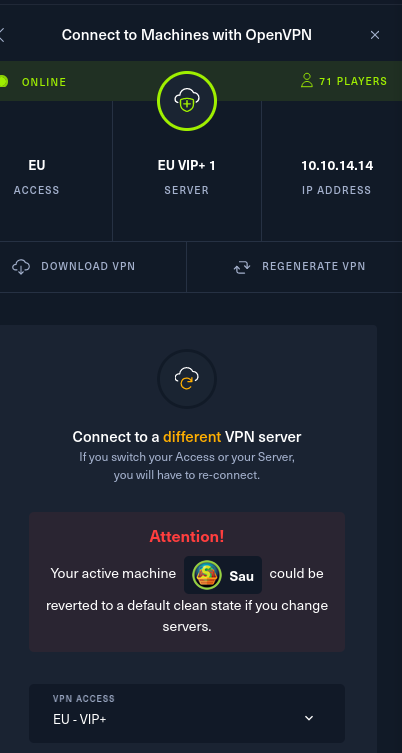 Connect to Machines with OpenVPN
ONLINE
71 PLAYERS
EU
ACCESS
EU VIP+ 1
SERVER
10.10.14.14
IP ADDRESS
DOWNLOAD VPN
REGENERATE VPN
Connect to a different VPN server
If you switch your Access or your Server,
you will have to re-connect.
Attention!
Your active machine Sau could be
reverted to a default clean state if you change
servers.
VPN ACCESS
EU - VIP+